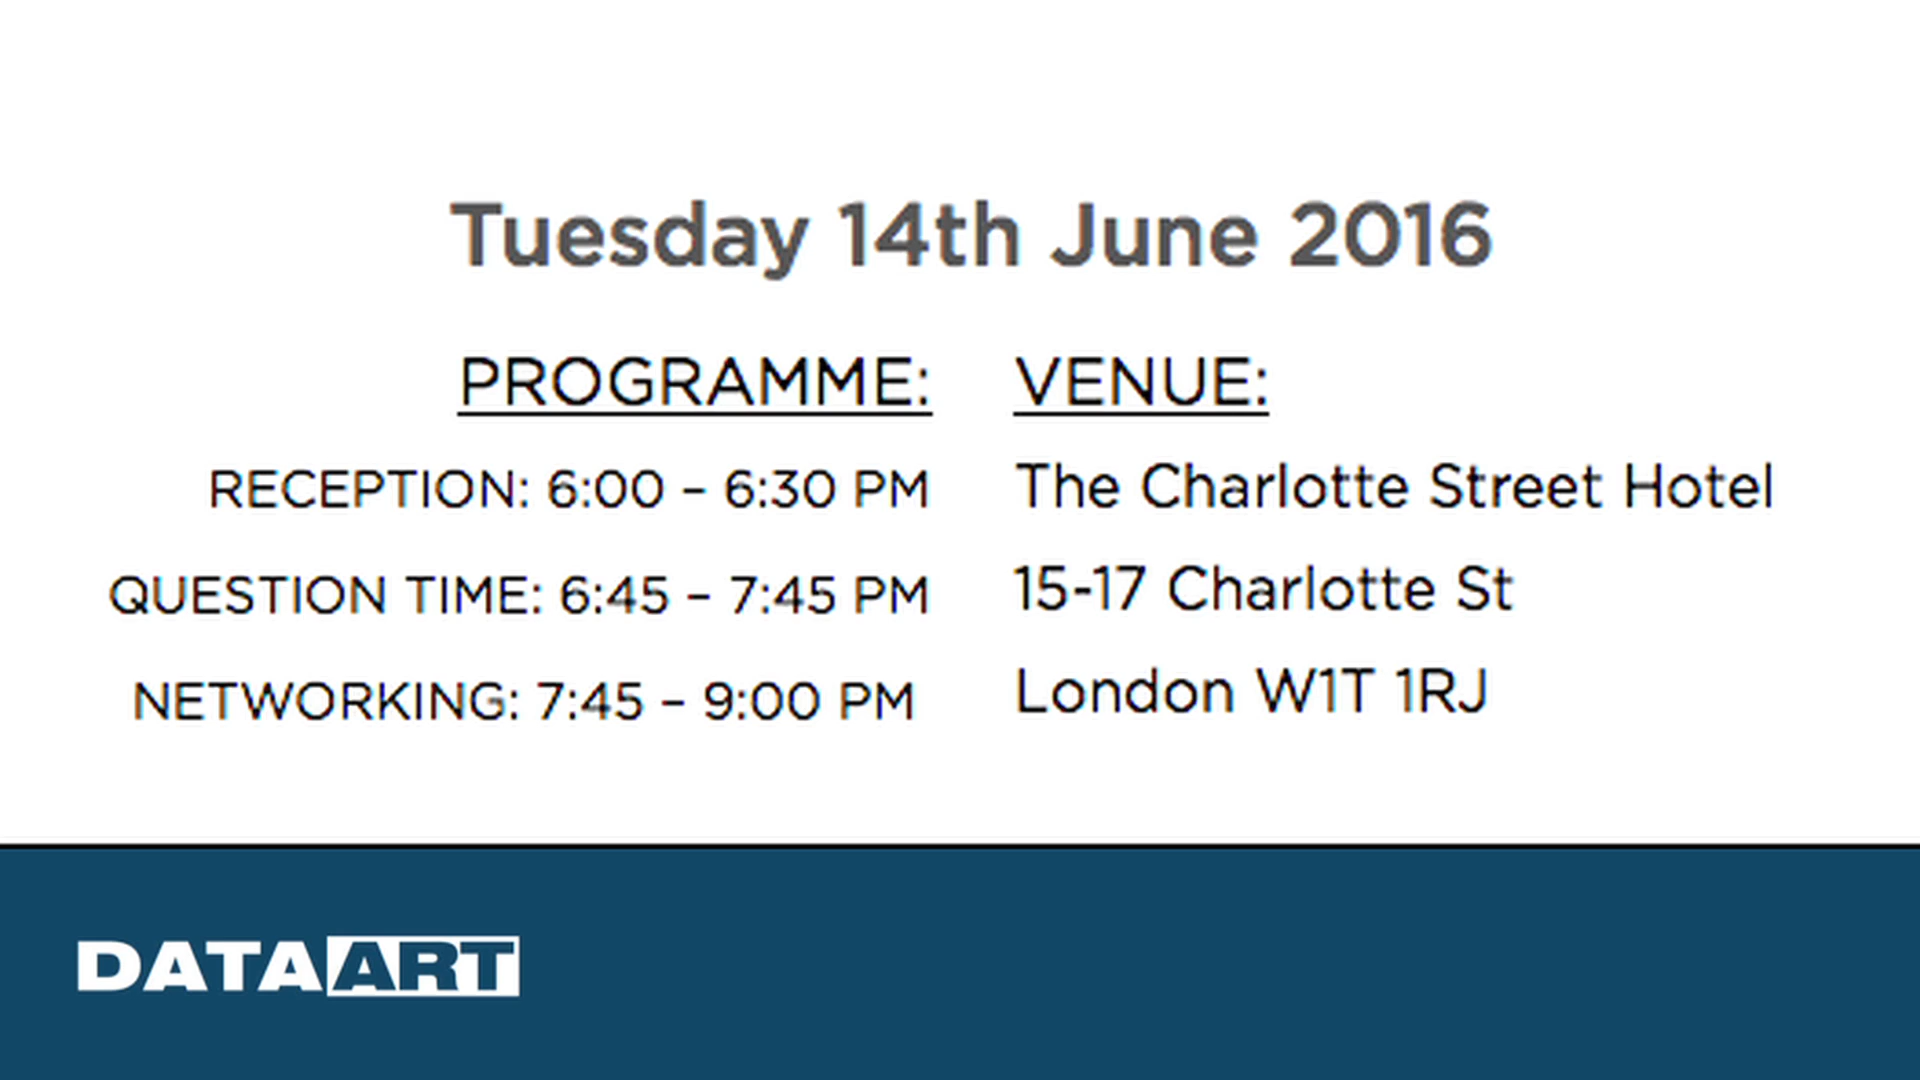 Tuesday 14th June 2016
PROGRAMME:
RECEPTION: 6:00 – 6:30 PM
QUESTION TIME: 6:45 – 7:45 PM
NETWORKING: 7:45 – 9:00 PM
VENUE:
The Charlotte Street Hotel
15-17 Charlotte St
London W1T 1RJ
DATAART